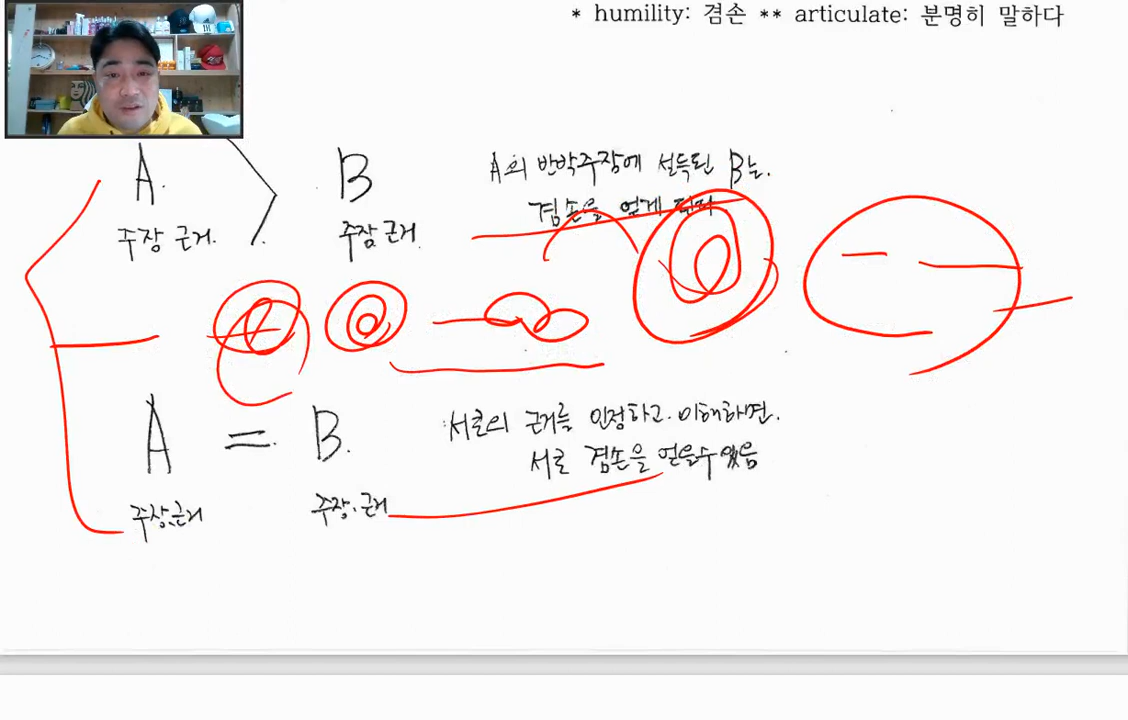 * humility: 겸손 ** articulate: 분명히 말하다
A. B
주장 근거. 주장 근거.
A의 반박주장에 설득된 B는.
겸손을 얻게 된다
A = B.
주장.근거 주장.근거
서로의 근거를 인정하고.이해하면.
서로 겸손을 얻을수 있음